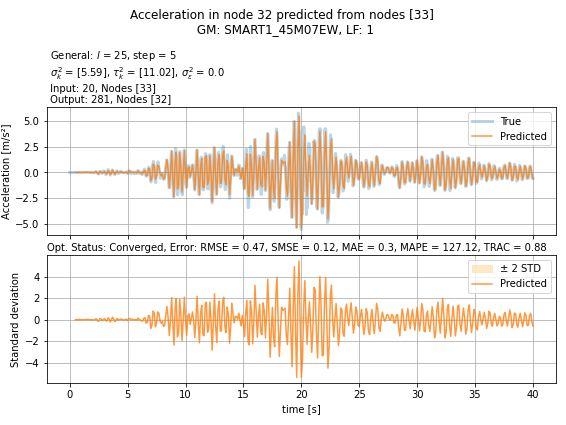 Acceleration in node 32 predicted from nodes [33]
GM: SMART1_45M07EW, LF: 1
General: l = 25, step = 5
σ²ₖ = [5.59], τ²ₖ = [11.02], σ²ε = 0.0
Input: 20, Nodes [33]
Output: 281, Nodes [32]
Acceleration [m/s²]
5.0
2.5
0.0
−2.5
−5.0
True
Predicted
Opt. Status: Converged, Error: RMSE = 0.47, SMSE = 0.12, MAE = 0.3, MAPE = 127.12, TRAC = 0.88
Standard deviation
4
2
0
−2
−4
± 2 STD
Predicted
0 5 10 15 20 25 30 35 40
time [s]